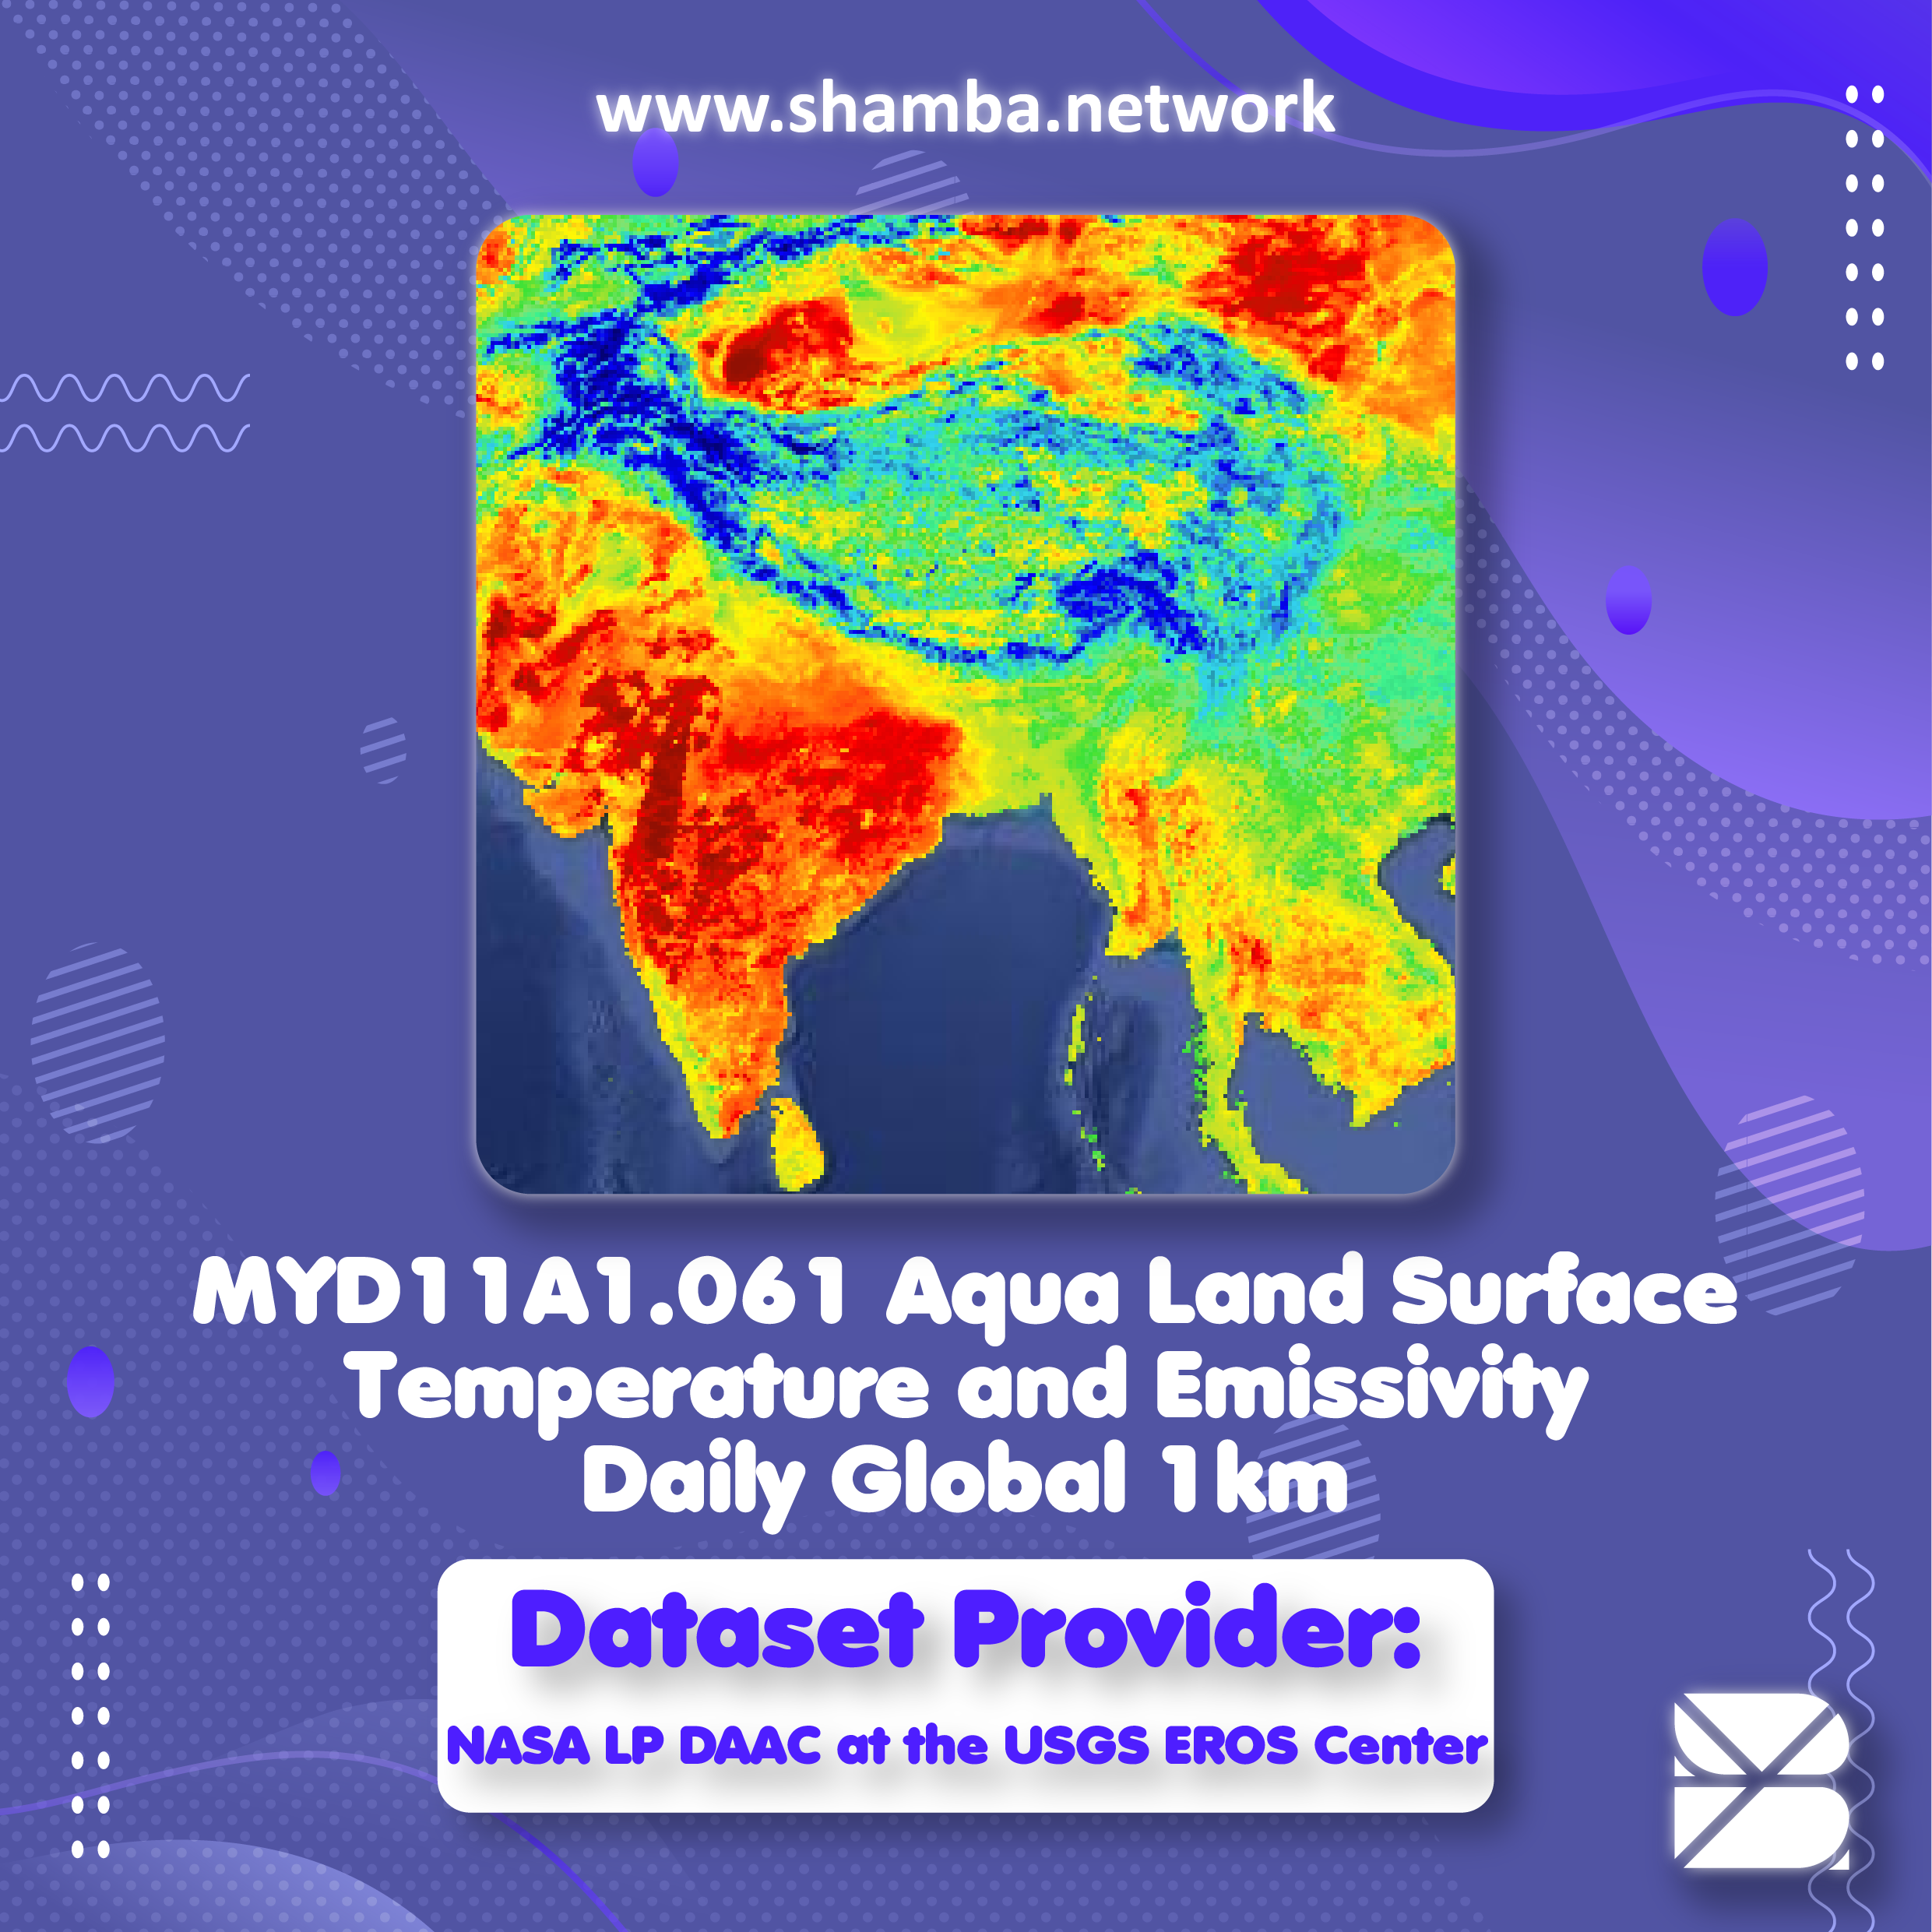 www.shamba.network
MYD11A1.061 Aqua Land Surface
Temperature and Emissivity
Daily Global 1km
Dataset Provider:
NASA LP DAAC at the USGS EROS Center